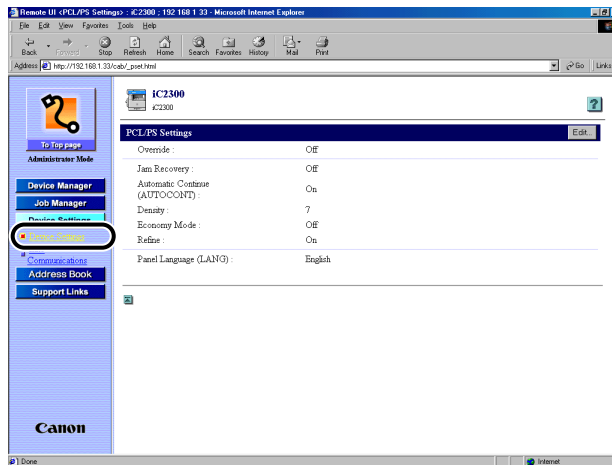 Remote UI <PCL/PS Settings> : iC2300 ; 192 168 1 33 - Microsoft Internet Explorer
File Edit View Favorites Tools Help
Back Forward Stop Refresh Home Search Favorites History Mail Print
Address http://192.168.1.33/cab/_pset.html Go Links
iC2300
iC2300
To Top page
Administrator Mode
PCL/PS Settings Edit...
Override : Off
Jam Recovery : Off
Automatic Continue (AUTOCONT) : On
Density : 7
Economy Mode : Off
Refine : On
Panel Language (LANG) : English
Device Manager
Job Manager
Device Settings
Communications
Address Book
Support Links
Canon
Done Internet